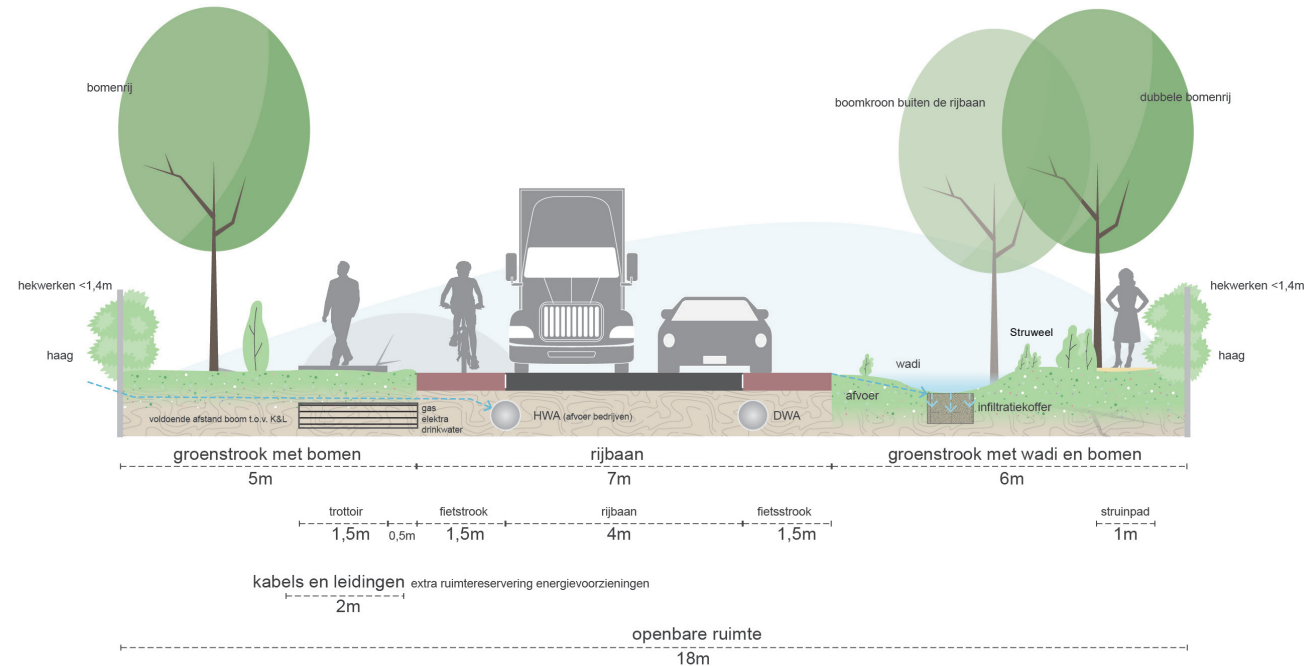 bomenrij
boomkroon buiten de rijbaan
dubbele bomenrij
hekwerken <1,4m
hekwerken <1,4m
Struweel
haag
wadi
haag
afvoer
infiltratiekoffer
voldoende afstand boom t.o.v. K&L
gas
elektra
drinkwater
HWA (afvoer bedrijven)
DWA
groenstrook met bomen
rijbaan
groenstrook met wadi en bomen
5m
7m
6m
trottoir
fietstrook
rijbaan
fietsstrook
struinpad
1,5m
0,5m
1,5m
4m
1,5m
1m
kabels en leidingen extra ruimtereservering energievoorzieningen
2m
openbare ruimte
18m